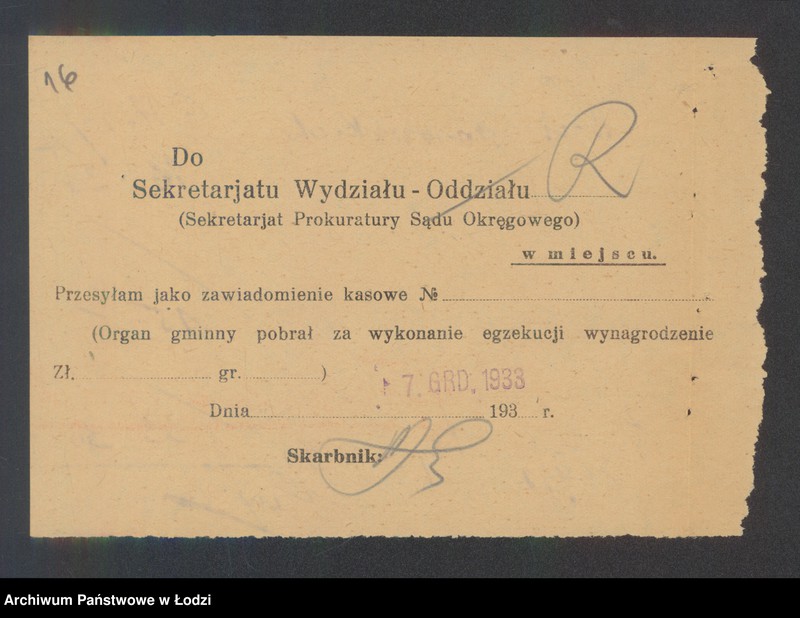 16
Do
Sekretarjatu Wydziału - Oddziału R
(Sekretarjat Prokuratury Sądu Okręgowego)
w miejscu.
Przesyłam jako zawiadomienie kasowe №
(Organ gminny pobrał za wykonanie egzekucji wynagrodzenie
Zł. gr. )
7. GRD. 1933
Dnia 193 r.
Skarbnik:
Archiwum Państwowe w Łodzi